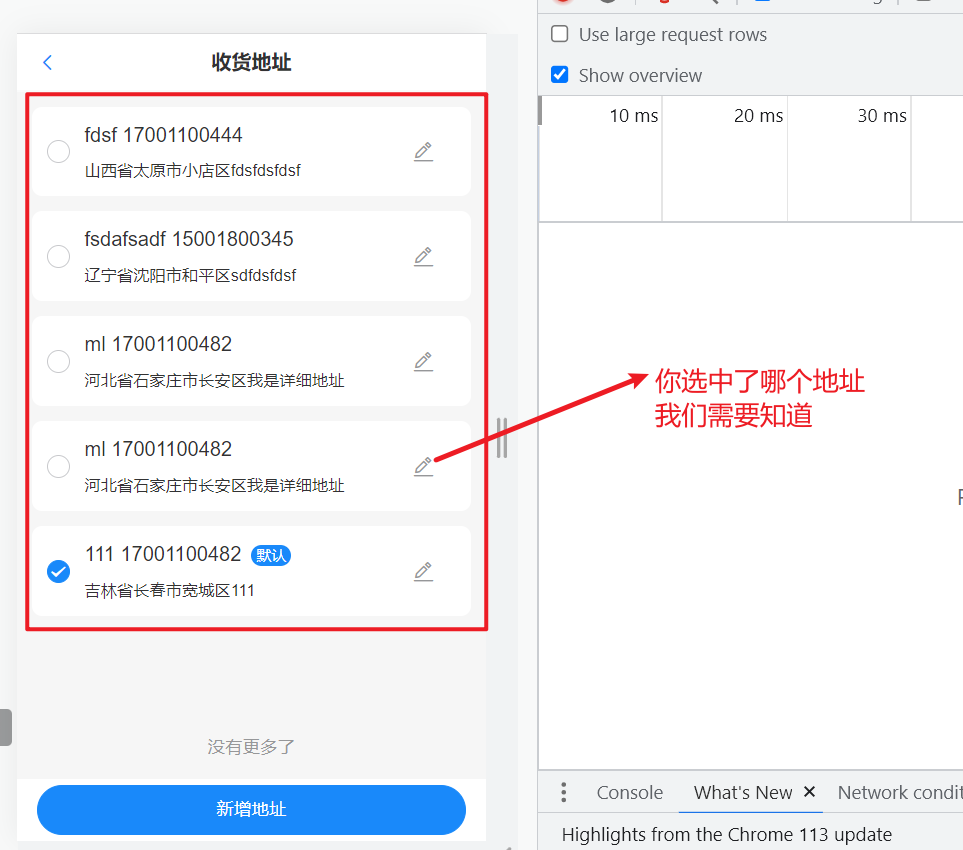 收货地址
fdsf 17001100444
山西省太原市小店区fdsfdsfdsf
fsdafsadf 15001800345
辽宁省沈阳市和平区sdfdsfdsf
ml 17001100482
河北省石家庄市长安区我是详细地址
ml 17001100482
河北省石家庄市长安区我是详细地址
111 17001100482 默认
吉林省长春市宽城区111
没有更多了
新增地址
Use large request rows
Show overview
10 ms 20 ms 30 ms
你选中了哪个地址
我们需要知道
Console What's New Network condit
Highlights from the Chrome 113 update